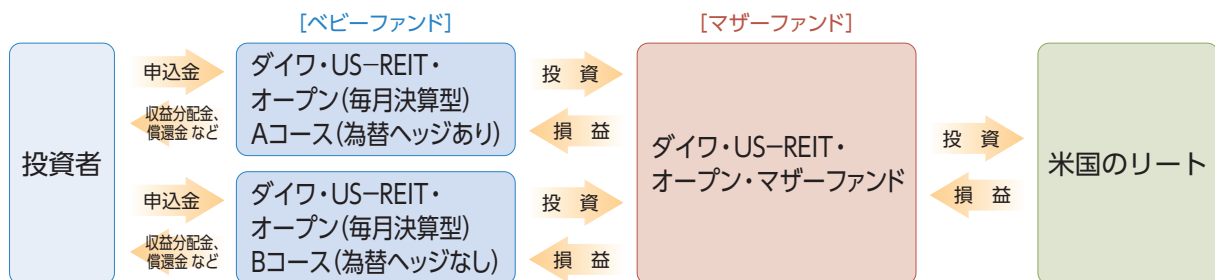 [ベビーファンド]
[マザーファンド]
投資者
申込金
収益分配金、
償還金 など
ダイワ・US-REIT・
オープン(毎月決算型)
Aコース(為替ヘッジあり)
投 資
損 益
申込金
収益分配金、
償還金 など
ダイワ・US-REIT・
オープン(毎月決算型)
Bコース(為替ヘッジなし)
投 資
損 益
ダイワ・US-REIT・
オープン・マザーファンド
投 資
損 益
米国のリート